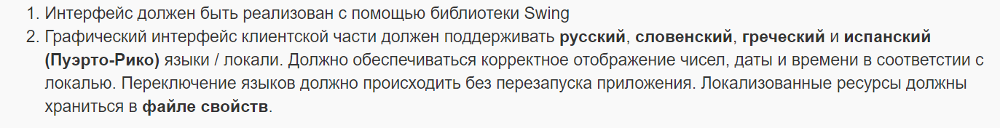 1. Интерфейс должен быть реализован с помощью библиотеки Swing
2. Графический интерфейс клиентской части должен поддерживать русский, словенский, греческий и испанский
(Пуэрто-Рико) языки / локали. Должно обеспечиваться корректное отображение чисел, даты и времени в соответстии с
локалью. Переключение языков должно происходить без перезапуска приложения. Локализованные ресурсы должны
храниться в файле свойств.